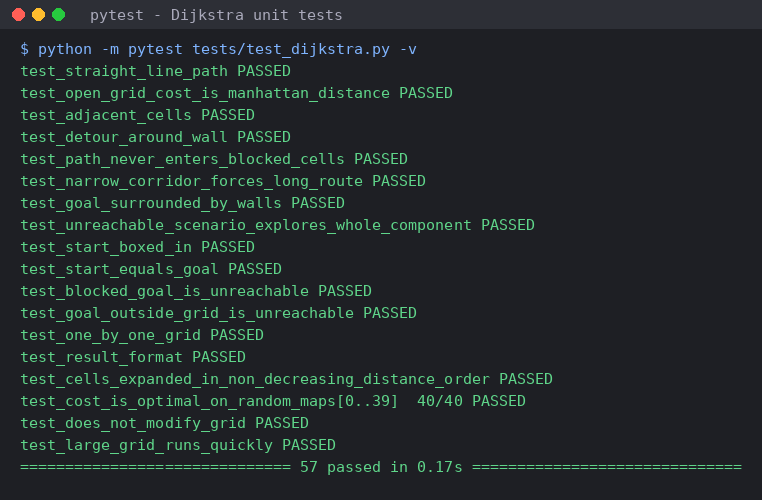 pytest - Dijkstra unit tests
$ python -m pytest tests/test_dijkstra.py -v
test_straight_line_path PASSED
test_open_grid_cost_is_manhattan_distance PASSED
test_adjacent_cells PASSED
test_detour_around_wall PASSED
test_path_never_enters_blocked_cells PASSED
test_narrow_corridor_forces_long_route PASSED
test_goal_surrounded_by_walls PASSED
test_unreachable_scenario_explores_whole_component PASSED
test_start_boxed_in PASSED
test_start_equals_goal PASSED
test_blocked_goal_is_unreachable PASSED
test_goal_outside_grid_is_unreachable PASSED
test_one_by_one_grid PASSED
test_result_format PASSED
test_cells_expanded_in_non_decreasing_distance_order PASSED
test_cost_is_optimal_on_random_maps[0..39]  40/40 PASSED
test_does_not_modify_grid PASSED
test_large_grid_runs_quickly PASSED
============================== 57 passed in 0.17s ==============================